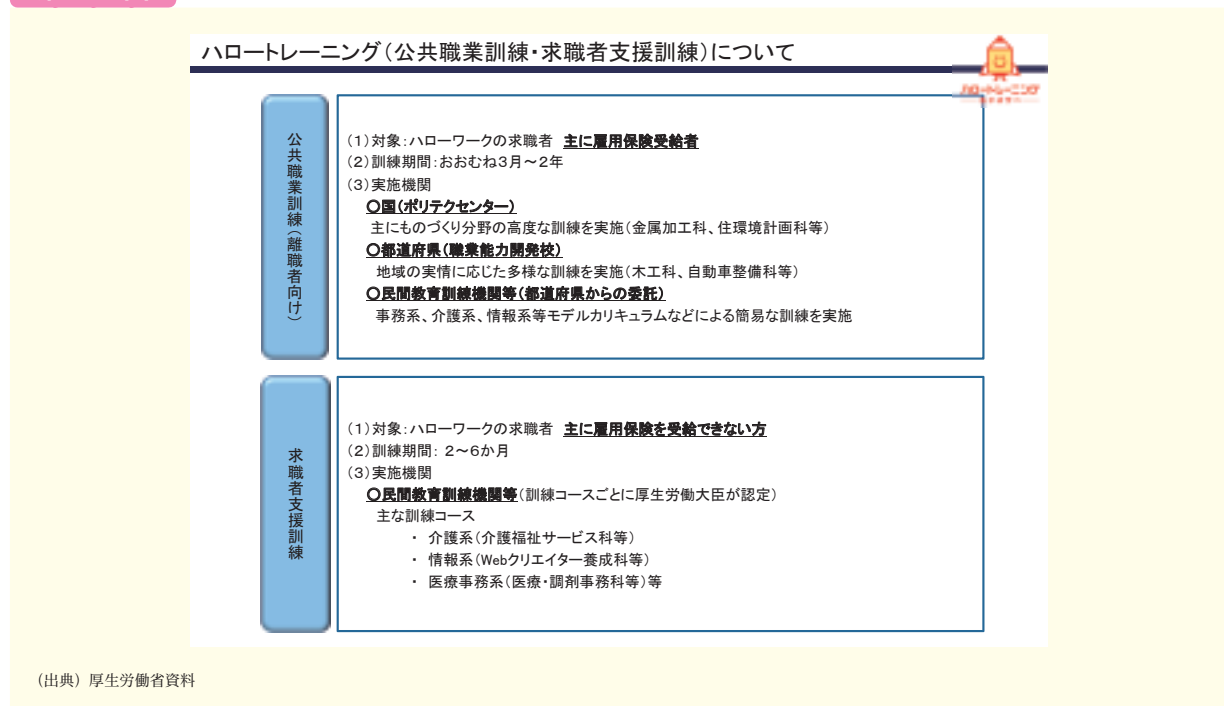 ハロートレーニング（公共職業訓練・求職者支援訓練）について
ハロートレーニング
公共職業訓練（離職者向け）
（１）対象：ハローワークの求職者　主に雇用保険受給者
（２）訓練期間：おおむね３月～２年
（３）実施機関
○国（ポリテクセンター）
主にものづくり分野の高度な訓練を実施（金属加工科、住環境計画科等）
○都道府県（職業能力開発校）
地域の実情に応じた多様な訓練を実施（木工科、自動車整備科等）
○民間教育訓練機関等（都道府県からの委託）
事務系、介護系、情報系等モデルカリキュラムなどによる簡易な訓練を実施
求職者支援訓練
（１）対象：ハローワークの求職者　主に雇用保険を受給できない方
（２）訓練期間： ２～６か月
（３）実施機関
○民間教育訓練機関等（訓練コースごとに厚生労働大臣が認定）
主な訓練コース
・ 介護系（介護福祉サービス科等）
・ 情報系（Webクリエイター養成科等）
・ 医療事務系（医療・調剤事務科等）等
（出典）厚生労働省資料